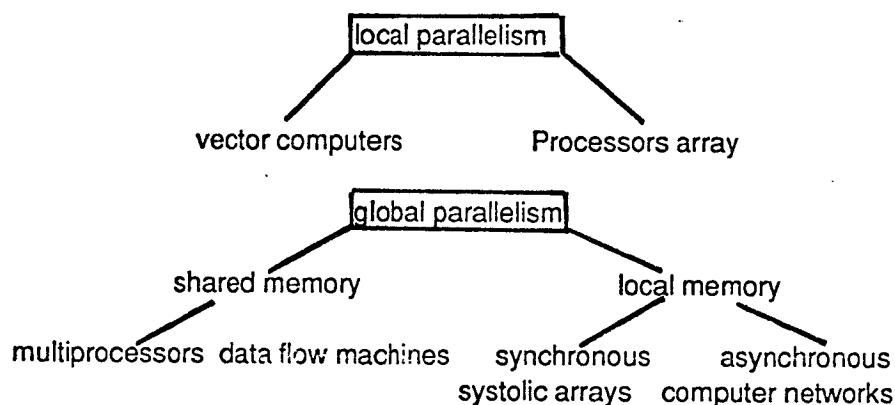 local parallelism
vector computers Processors array
global parallelism
shared memory local memory
multiprocessors data flow machines synchronous asynchronous
systolic arrays computer networks